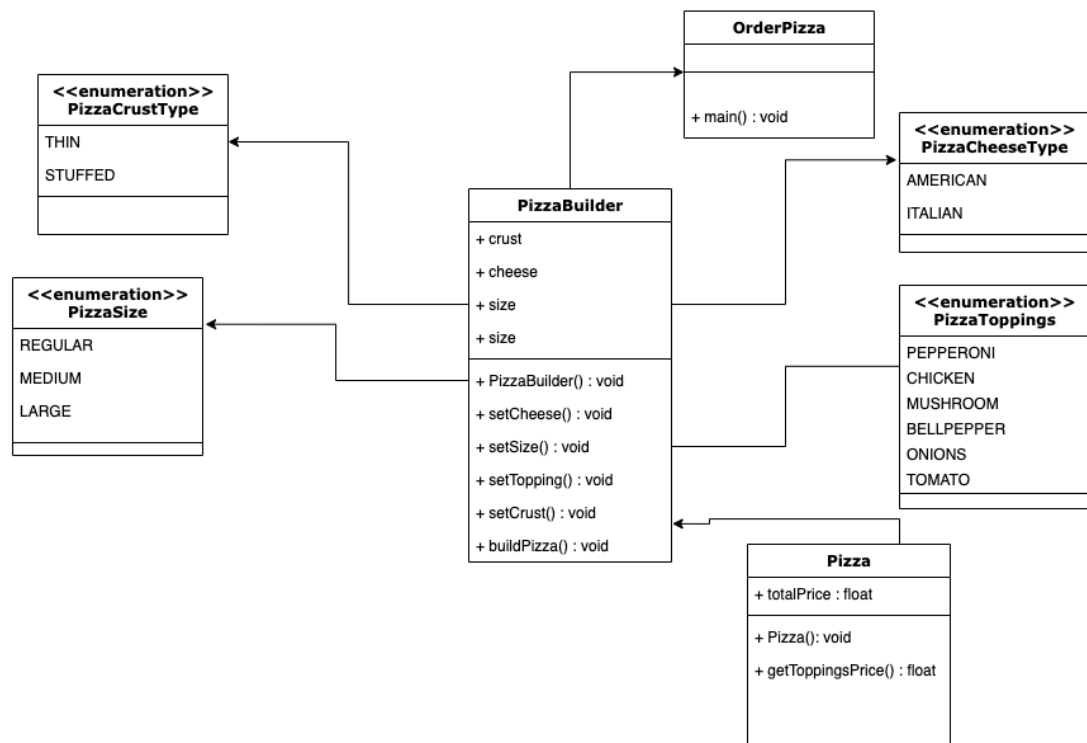 OrderPizza
+ main() : void
<<enumeration>>
PizzaCrustType
THIN
STUFFED
<<enumeration>>
PizzaCheeseType
AMERICAN
ITALIAN
PizzaBuilder
+ crust
+ cheese
+ size
+ size
+ PizzaBuilder() : void
+ setCheese() : void
+ setSize() : void
+ setTopping() : void
+ setCrust() : void
+ buildPizza() : void
<<enumeration>>
PizzaSize
REGULAR
MEDIUM
LARGE
<<enumeration>>
PizzaToppings
PEPPERONI
CHICKEN
MUSHROOM
BELLPEPPER
ONIONS
TOMATO
Pizza
+ totalPrice : float
+ Pizza(): void
+ getToppingsPrice() : float